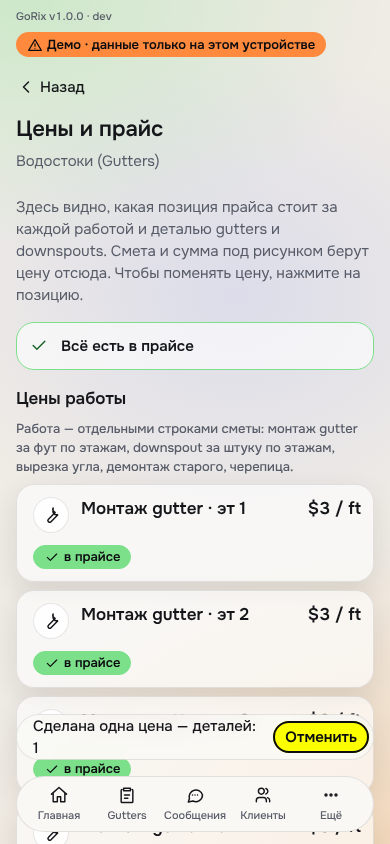 GoRix v1.0.0 · dev
Демо · данные только на этом устройстве
Назад
Цены и прайс
Водостоки (Gutters)
Здесь видно, какая позиция прайса стоит за
каждой работой и деталью gutters и
downspouts. Смета и сумма под рисунком берут
цену отсюда. Чтобы поменять цену, нажмите на
позицию.
Всё есть в прайсе
Цены работы
Работа — отдельными строками сметы: монтаж gutter
за фут по этажам, downspout за штуку по этажам,
вырезка угла, демонтаж старого, черепица.
Монтаж gutter · эт 1 $3 / ft
в прайсе
Монтаж gutter · эт 2 $3 / ft
в прайсе
Сделана одна цена — деталей:
1
Отменить
в прайсе
Главная Gutters Сообщения Клиенты Ещё